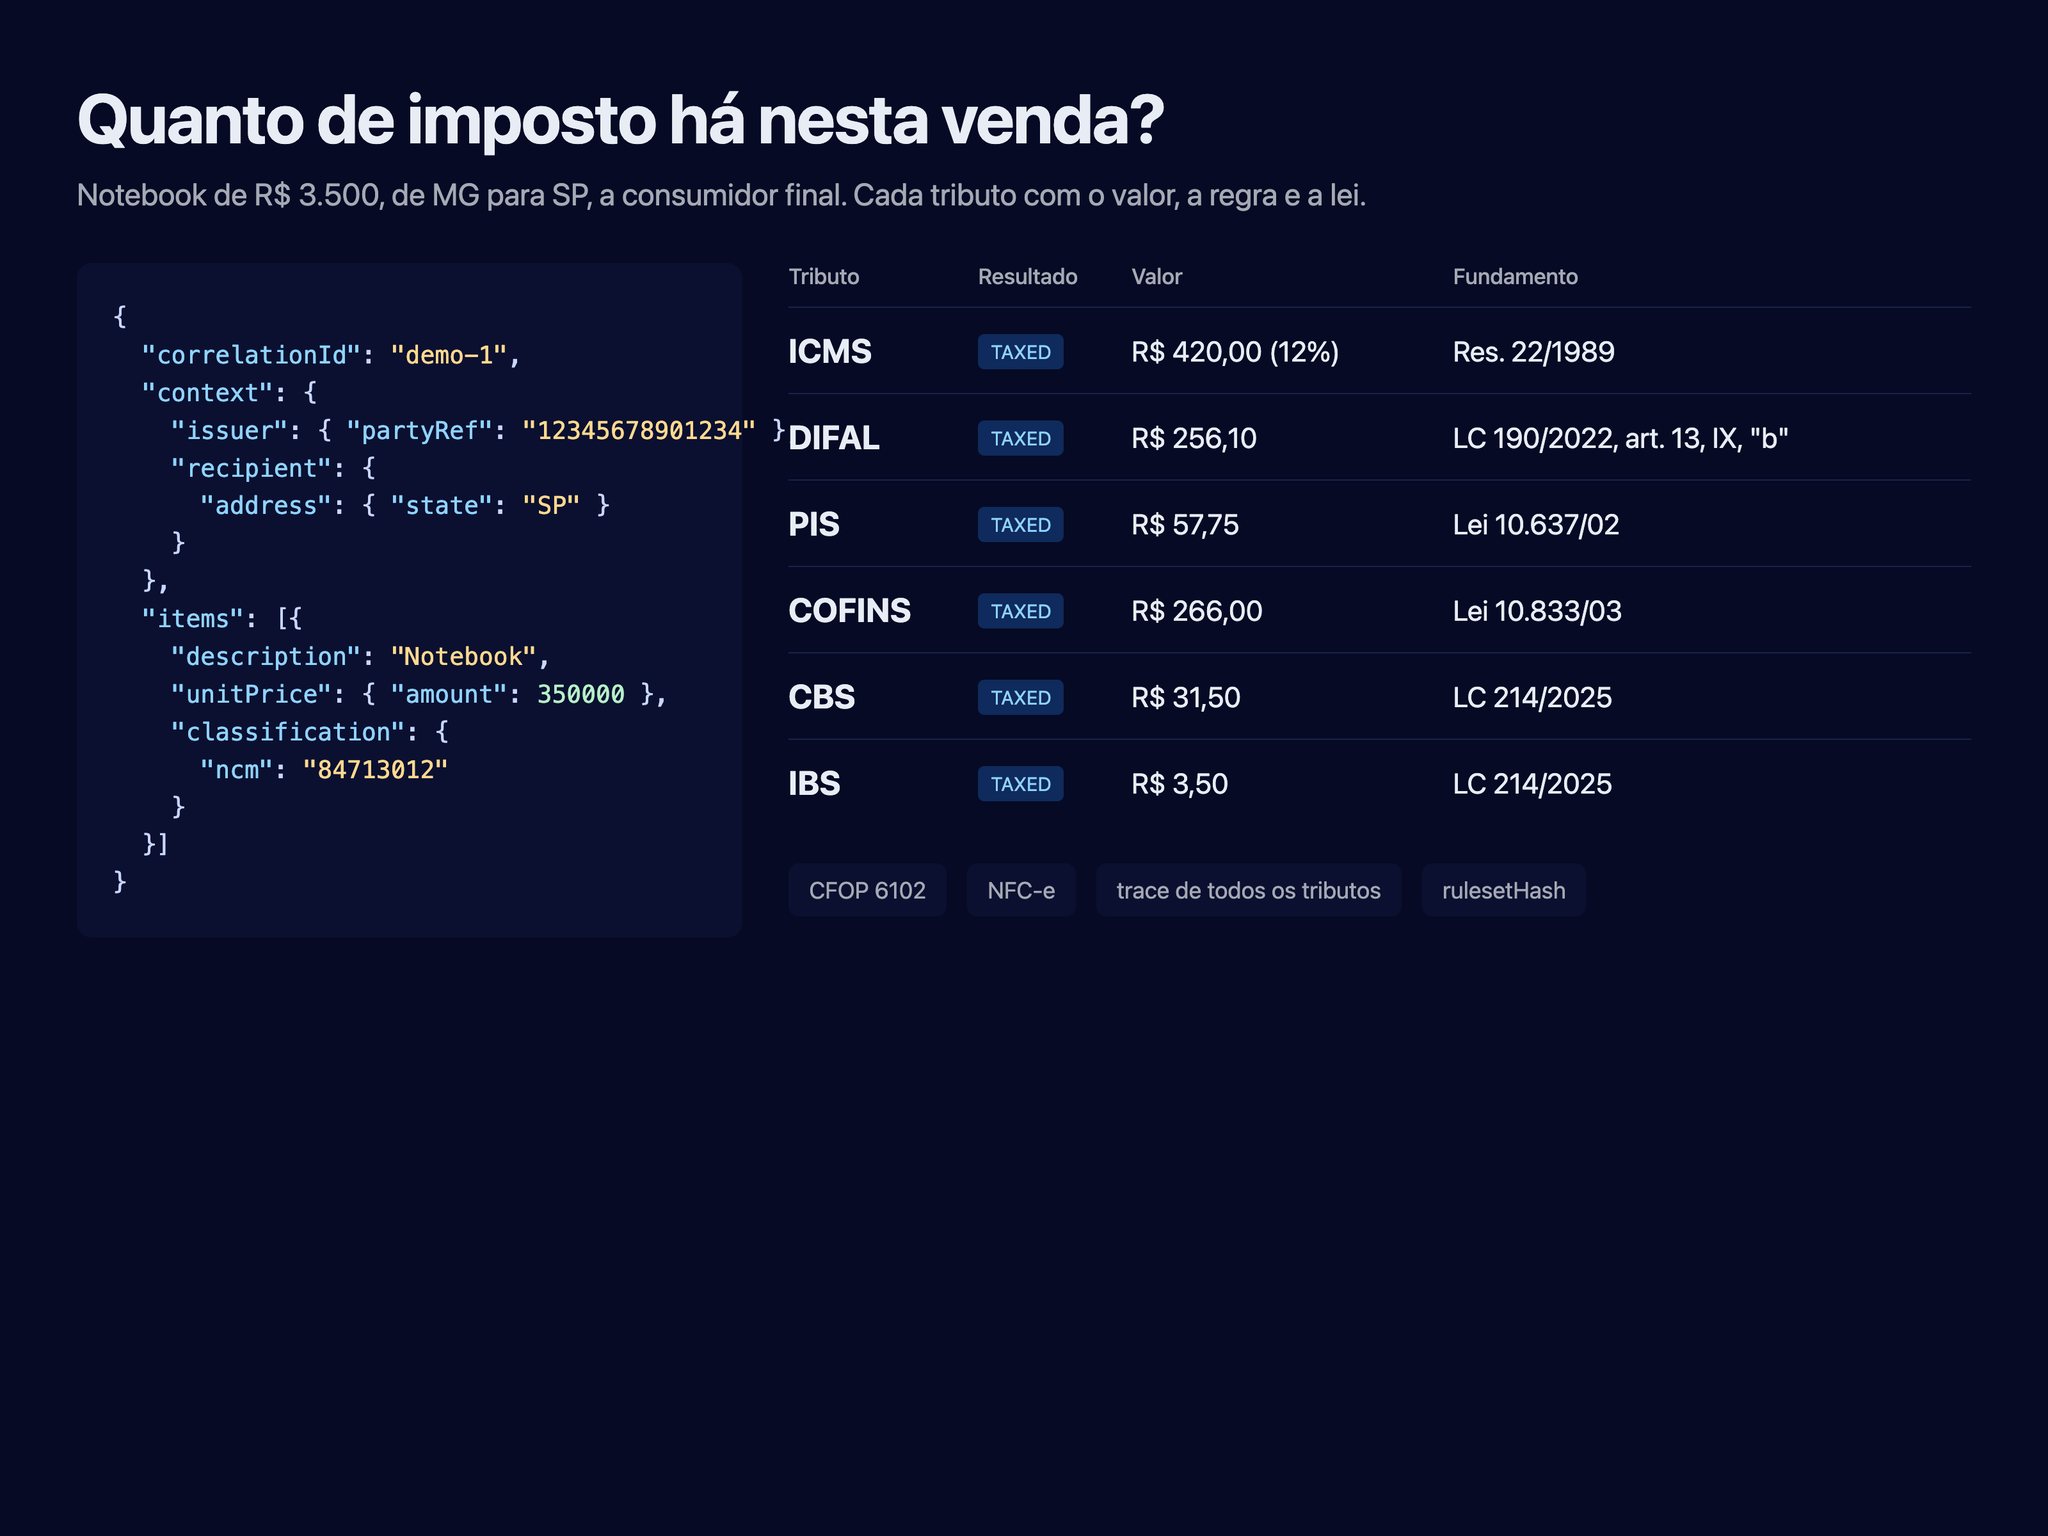 Quanto de imposto há nesta venda?
Notebook de R$ 3.500, de MG para SP, a consumidor final. Cada tributo com o valor, a regra e a lei.
{
  "correlationId": "demo-1",
  "context": {
    "issuer": { "partyRef": "12345678901234" }
    "recipient": {
      "address": { "state": "SP" }
    }
  },
  "items": [{
    "description": "Notebook",
    "unitPrice": { "amount": 350000 },
    "classification": {
      "ncm": "84713012"
    }
  }]
}
Tributo Resultado Valor Fundamento
ICMS TAXED R$ 420,00 (12%) Res. 22/1989
DIFAL TAXED R$ 256,10 LC 190/2022, art. 13, IX, "b"
PIS TAXED R$ 57,75 Lei 10.637/02
COFINS TAXED R$ 266,00 Lei 10.833/03
CBS TAXED R$ 31,50 LC 214/2025
IBS TAXED R$ 3,50 LC 214/2025
CFOP 6102 NFC-e trace de todos os tributos rulesetHash